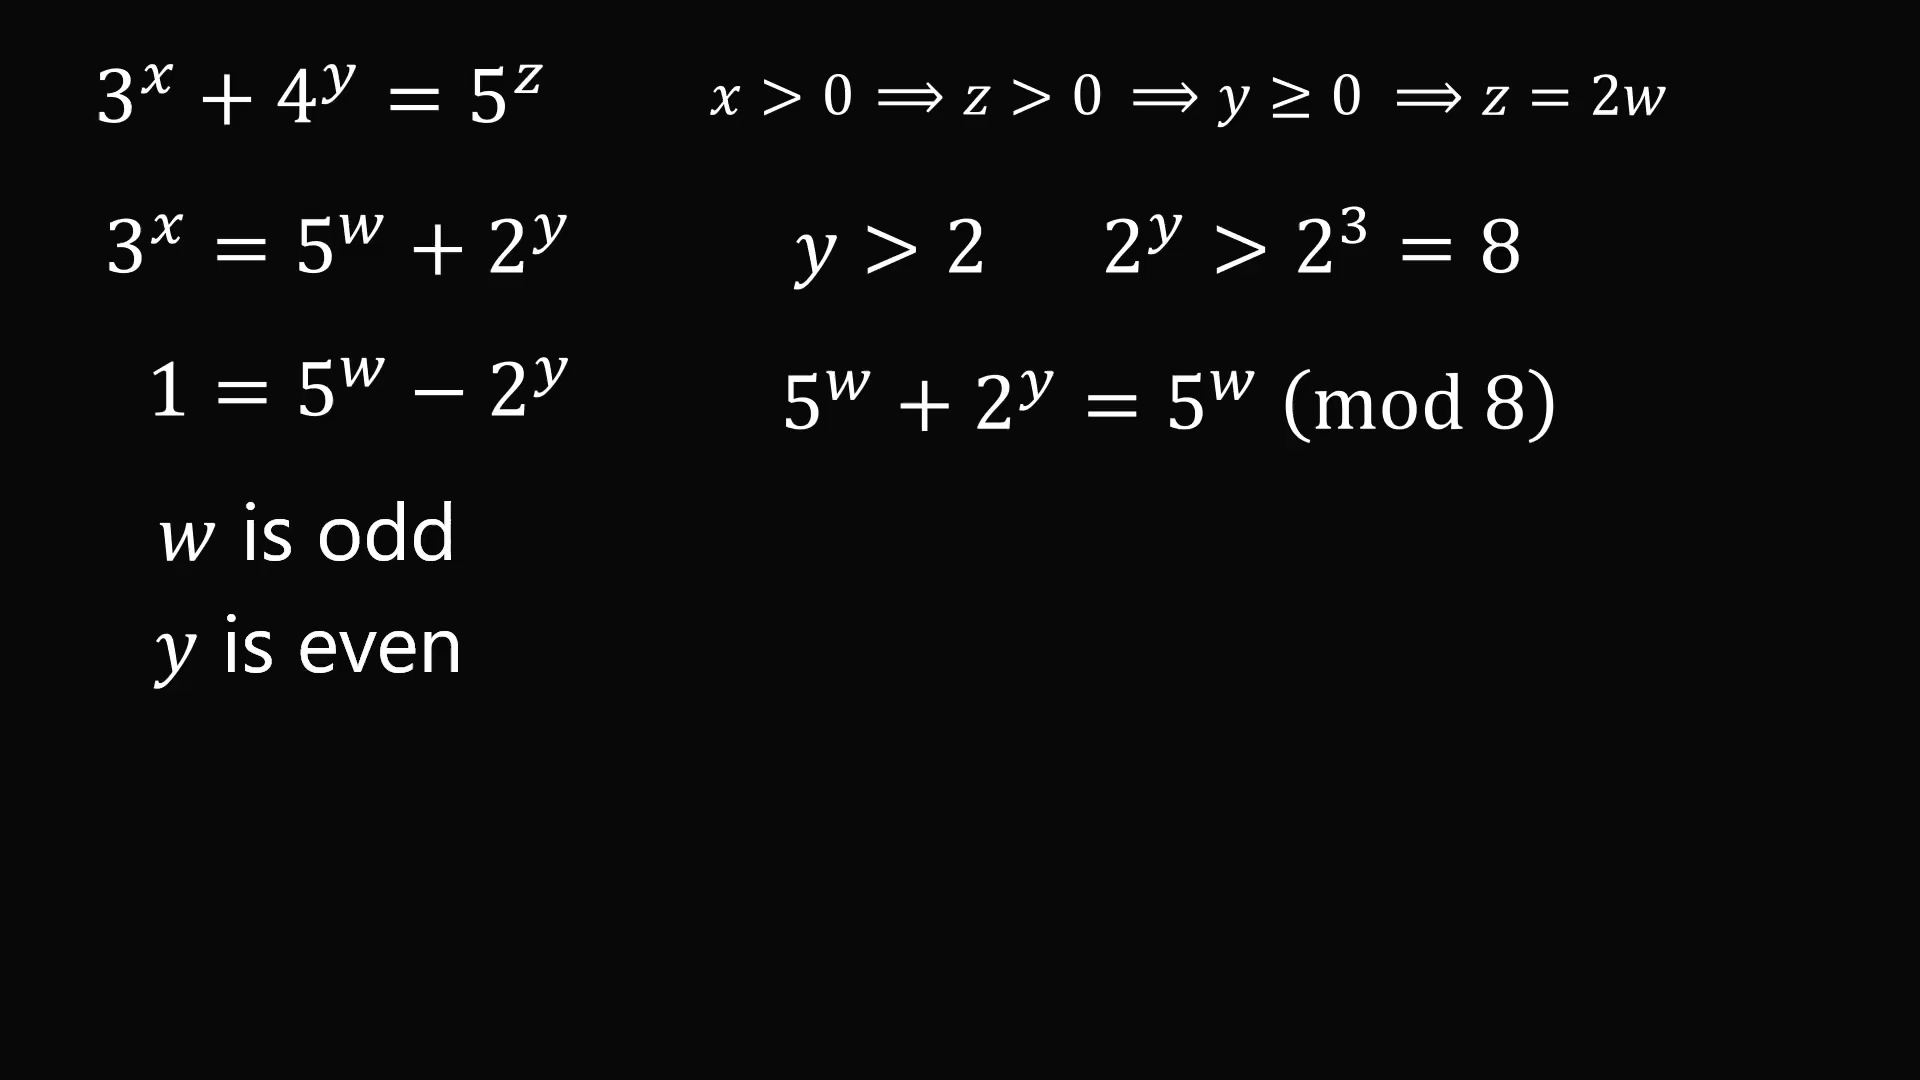 3^x + 4^y = 5^z
x > 0 ⟹ z > 0 ⟹ y ≥ 0 ⟹ z = 2w
3^x = 5^w + 2^y
y > 2
2^y > 2^3 = 8
1 = 5^w − 2^y
5^w + 2^y = 5^w (mod 8)
w is odd
y is even